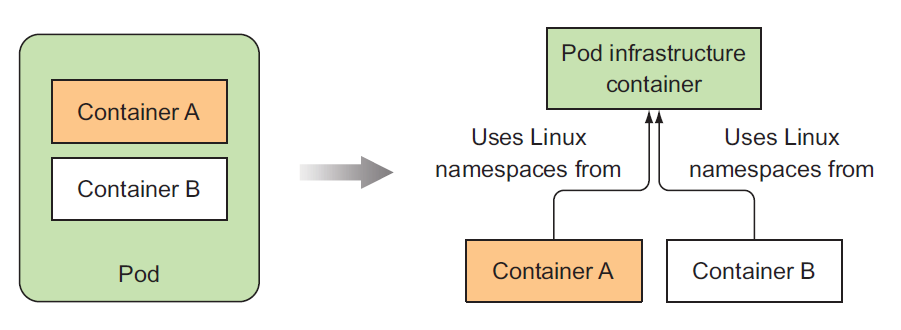 Container A
Container B
Pod
Pod infrastructure
container
Uses Linux
namespaces from
Uses Linux
namespaces from
Container A
Container B